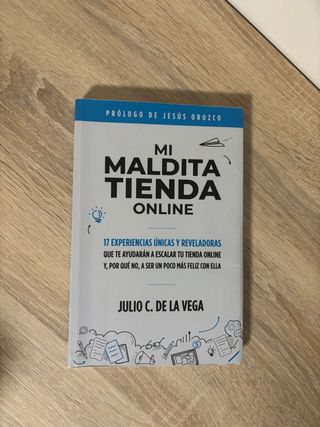 PRÓLOGO DE JESÚS OROZCO
MI
MALDITA
TIENDA
ONLINE
17 EXPERIENCIAS ÚNICAS Y REVELADORAS
QUE TE AYUDARÁN A ESCALAR TU TIENDA ONLINE
Y, POR QUÉ NO, A SER UN POCO MÁS FELIZ CON ELLA
JULIO C. DE LA VEGA